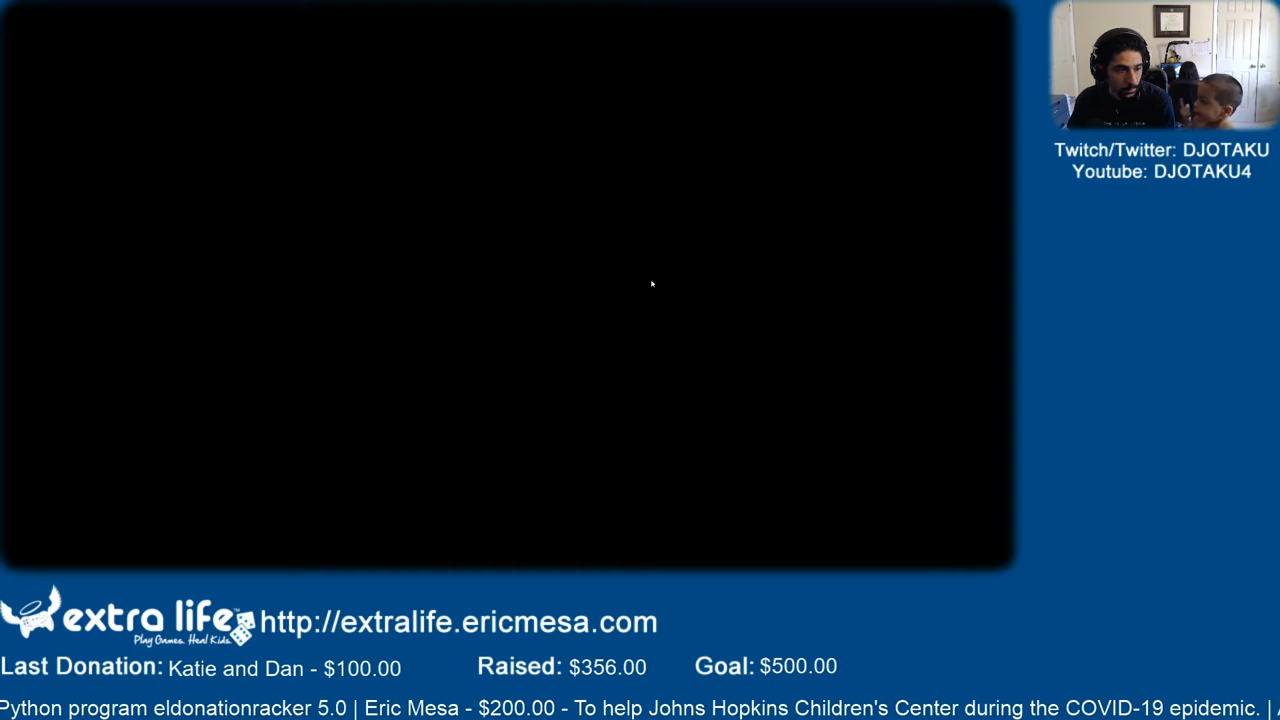 Twitch/Twitter: DJOTAKU
Youtube: DJOTAKU4
extra life
Play Games. Heal Kids.
http://extralife.ericmesa.com
Last Donation: Katie and Dan - $100.00 Raised: $356.00 Goal: $500.00
Python program eldonationracker 5.0 | Eric Mesa - $200.00 - To help Johns Hopkins Children's Center during the COVID-19 epidemic. |